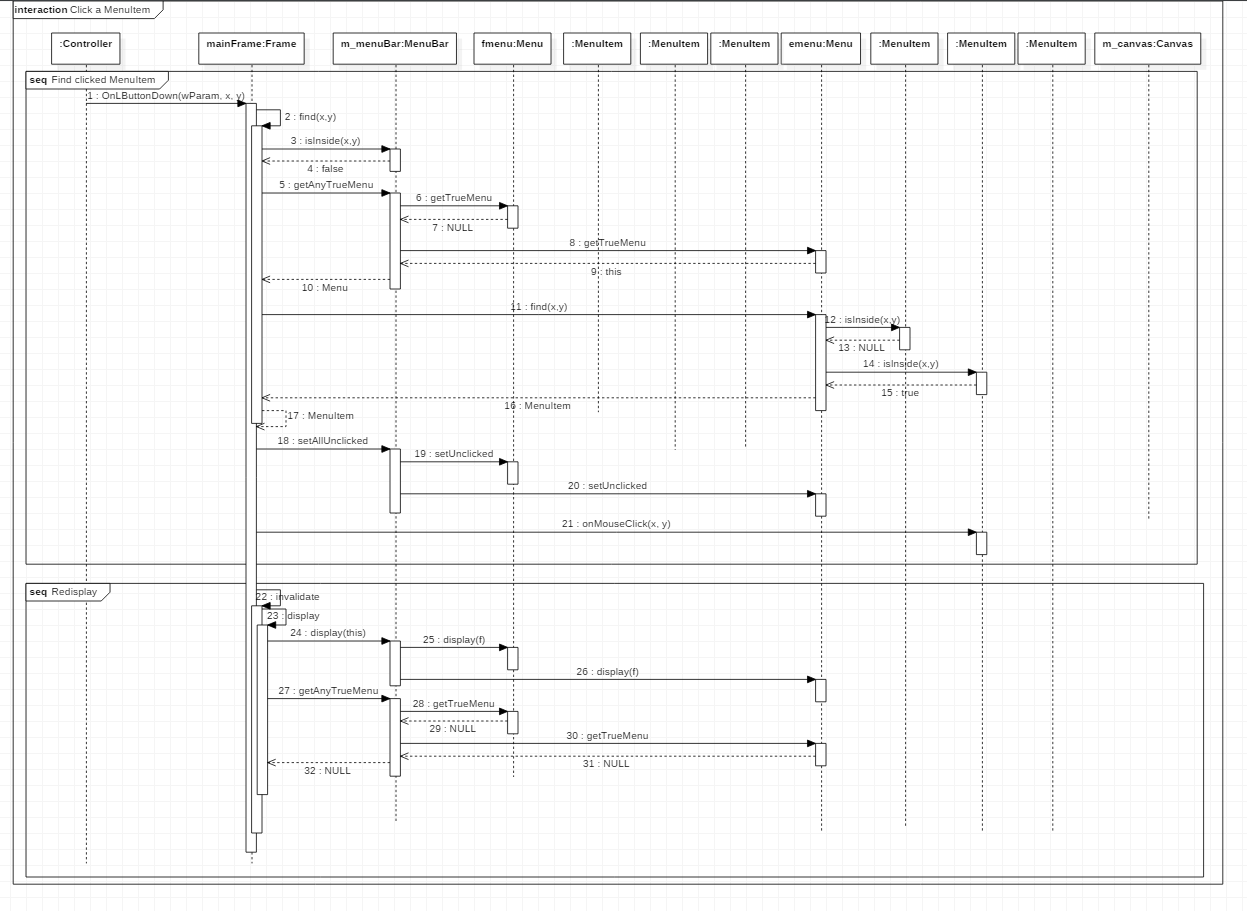 interaction Click a MenuItem
:Controller
mainFrame:Frame
m_menuBar:MenuBar
fmenu:Menu
:MenuItem
:MenuItem
:MenuItem
emenu:Menu
:MenuItem
:MenuItem
:MenuItem
m_canvas:Canvas
seq Find clicked MenuItem
1 : OnLButtonDown(wParam, x, y)
2 : find(x,y)
3 : isInside(x,y)
4 : false
5 : getAnyTrueMenu
6 : getTrueMenu
7 : NULL
8 : getTrueMenu
9 : this
10 : Menu
11 : find(x,y)
12 : isInside(x,y)
13 : NULL
14 : isInside(x,y)
15 : true
16 : MenuItem
17 : MenuItem
18 : setAllUnclicked
19 : setUnclicked
20 : setUnclicked
21 : onMouseClick(x, y)
seq Redisplay
22 : invalidate
23 : display
24 : display(this)
25 : display(f)
26 : display(f)
27 : getAnyTrueMenu
28 : getTrueMenu
29 : NULL
30 : getTrueMenu
31 : NULL
32 : NULL